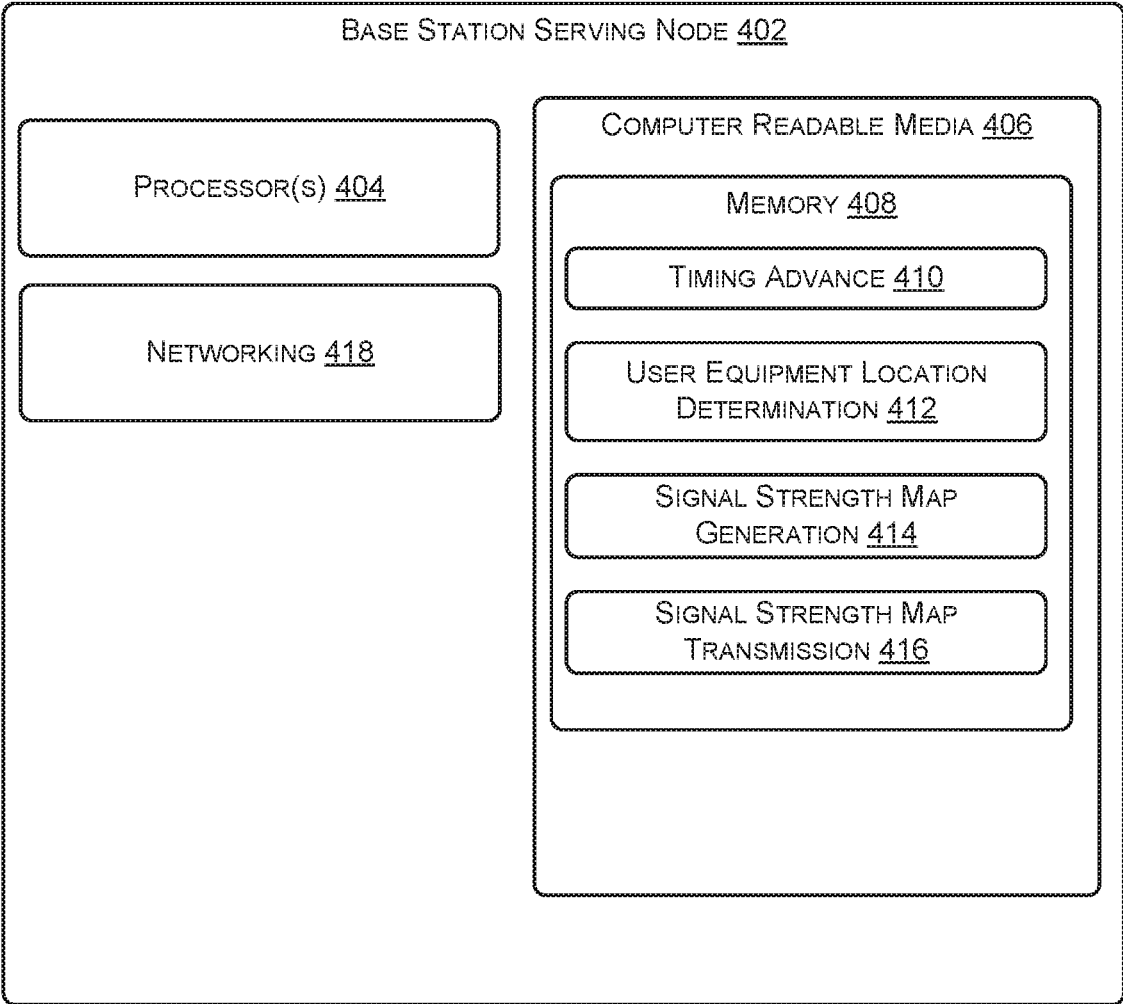 BASE STATION SERVING NODE 402
PROCESSOR(S) 404
NETWORKING 418
COMPUTER READABLE MEDIA 406
MEMORY 408
TIMING ADVANCE 410
USER EQUIPMENT LOCATION
DETERMINATION 412
SIGNAL STRENGTH MAP
GENERATION 414
SIGNAL STRENGTH MAP
TRANSMISSION 416